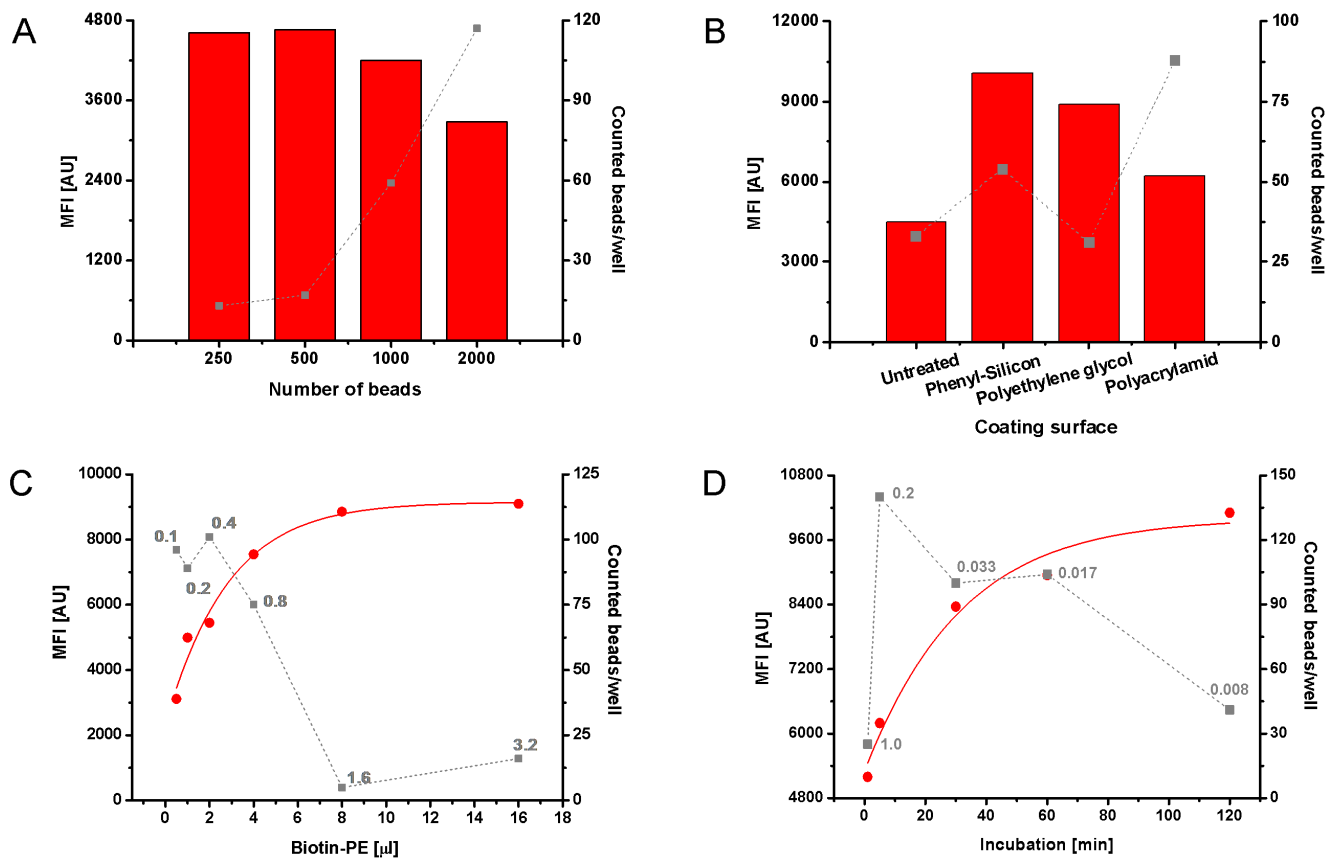 A
MFI [AU]
4800
3600
2400
1200
0
120
90
60
30
0
Counted beads/well
250 500 1000 2000
Number of beads
B
MFI [AU]
12000
9000
6000
3000
0
100
75
50
25
0
Counted beads/well
Untreated
Phenyl-Silicon
Polyethylene glycol
Polyacrylamid
Coating surface
C
MFI [AU]
10000
8000
6000
4000
2000
0
125
100
75
50
25
0
Counted beads/well
0.1
0.2
0.4
0.8
1.6
3.2
0 2 4 6 8 10 12 14 16 18
Biotin-PE [µl]
D
MFI [AU]
10800
9600
8400
7200
6000
4800
150
120
90
60
30
0
Counted beads/well
1.0
0.2
0.033
0.017
0.008
0 20 40 60 80 100 120
Incubation [min]